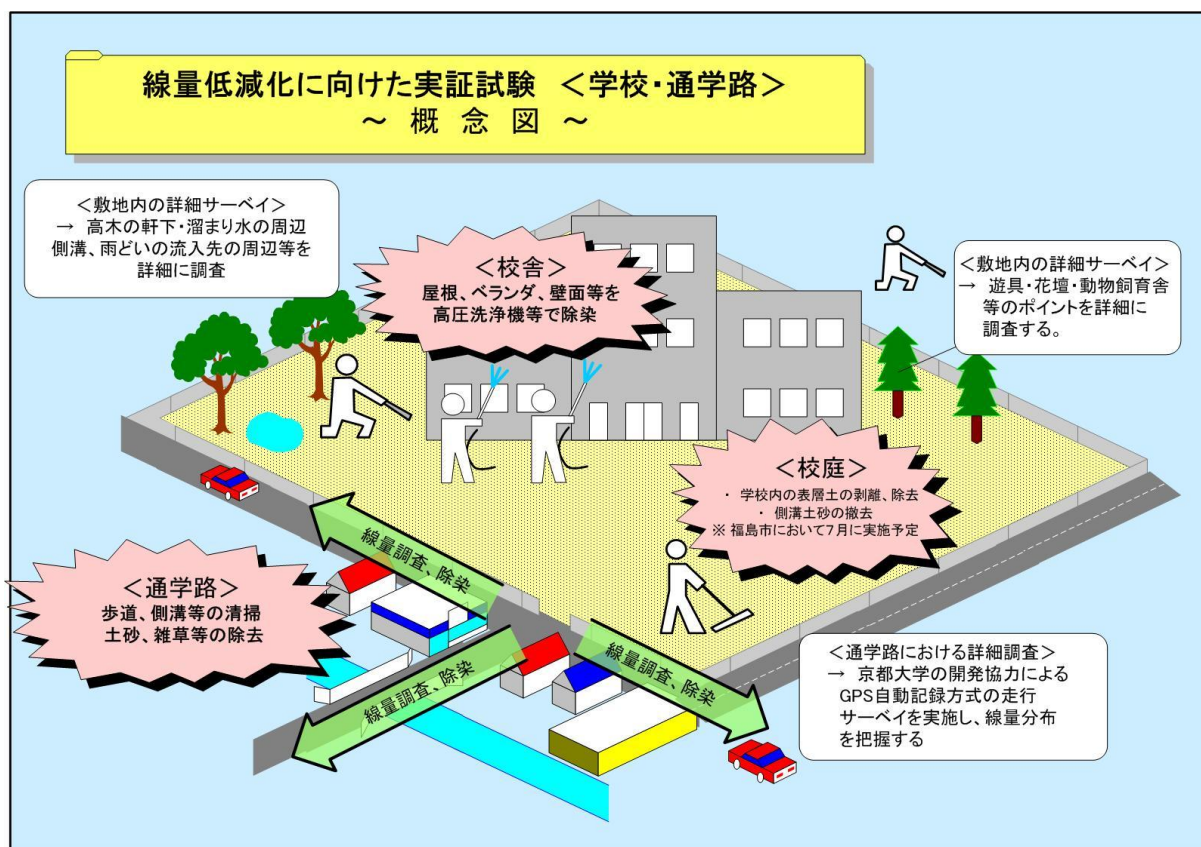 線量低減化に向けた実証試験 <学校・通学路>
~ 概 念 図 ~
<敷地内の詳細サーベイ>
→ 高木の軒下・溜まり水の周辺
側溝、雨どいの流入先の周辺等を
詳細に調査
<校舎>
屋根、ベランダ、壁面等を
高圧洗浄機等で除染
<敷地内の詳細サーベイ>
→ 遊具・花壇・動物飼育舎
等のポイントを詳細に
調査する。
<校庭>
・ 学校内の表層土の剥離、除去
・ 側溝土砂の撤去
※ 福島市において7月に実施予定
<通学路>
歩道、側溝等の清掃
土砂、雑草等の除去
線量調査、除染
線量調査、除染
線量調査、除染
<通学路における詳細調査>
→ 京都大学の開発協力による
GPS自動記録方式の走行
サーベイを実施し、線量分布
を把握する